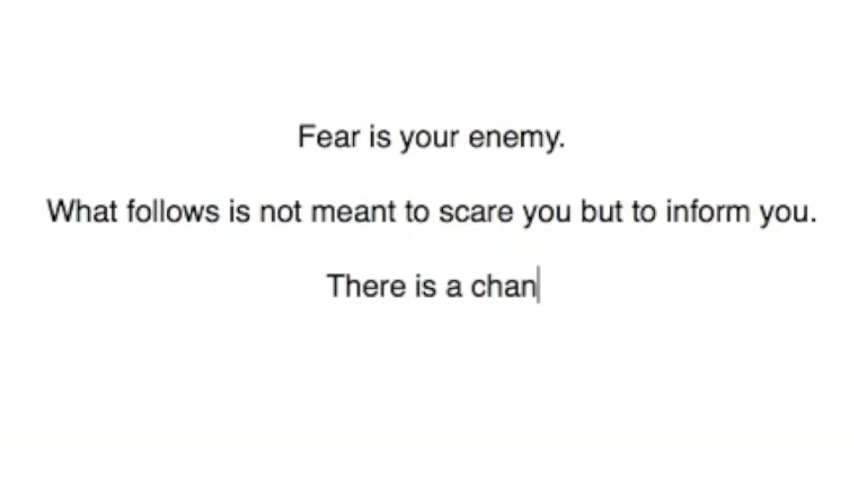 Fear is your enemy.
What follows is not meant to scare you but to inform you.
There is a chan